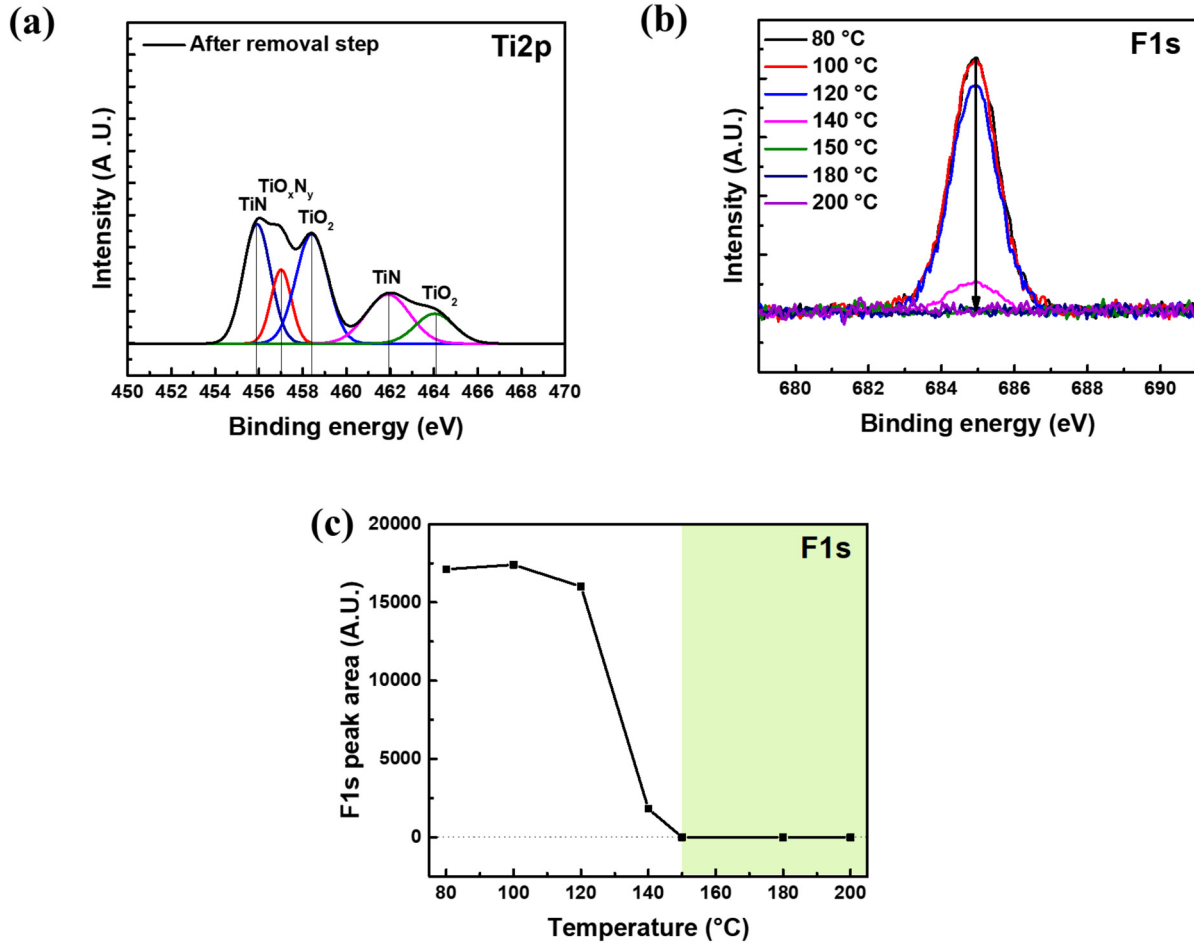 (a)
After removal step
Ti2p
Intensity (A .U.)
TiN
TiOxNy
TiO2
TiN
TiO2
450 452 454 456 458 460 462 464 466 468 470
Binding energy (eV)
(b)
F1s
80 °C
100 °C
120 °C
140 °C
150 °C
180 °C
200 °C
Intensity (A.U.)
680 682 684 686 688 690
Binding energy (eV)
(c)
F1s
F1s peak area (A.U.)
20000
15000
10000
5000
0
80 100 120 140 160 180 200
Temperature (°C)